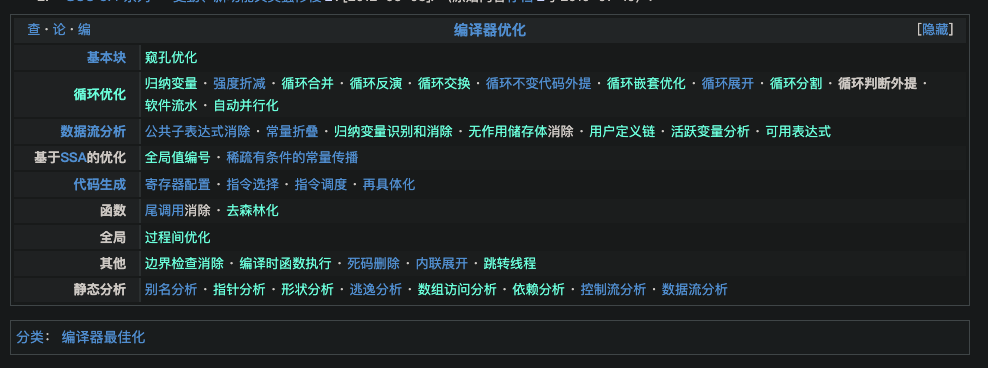 查·论·编 编译器优化 [隐藏]
基本块 窥孔优化
循环优化 归纳变量 · 强度折减 · 循环合并 · 循环反演 · 循环交换 · 循环不变代码外提 · 循环嵌套优化 · 循环展开 · 循环分割 · 循环判断外提 ·
软件流水 · 自动并行化
数据流分析 公共子表达式消除 · 常量折叠 · 归纳变量识别和消除 · 无作用储存体消除 · 用户定义链 · 活跃变量分析 · 可用表达式
基于SSA的优化 全局值编号 · 稀疏有条件的常量传播
代码生成 寄存器配置 · 指令选择 · 指令调度 · 再具体化
函数 尾调用消除 · 去森林化
全局 过程间优化
其他 边界检查消除 · 编译时函数执行 · 死码删除 · 内联展开 · 跳转线程
静态分析 别名分析 · 指针分析 · 形状分析 · 逃逸分析 · 数组访问分析 · 依赖分析 · 控制流分析 · 数据流分析
分类： 编译器最佳化